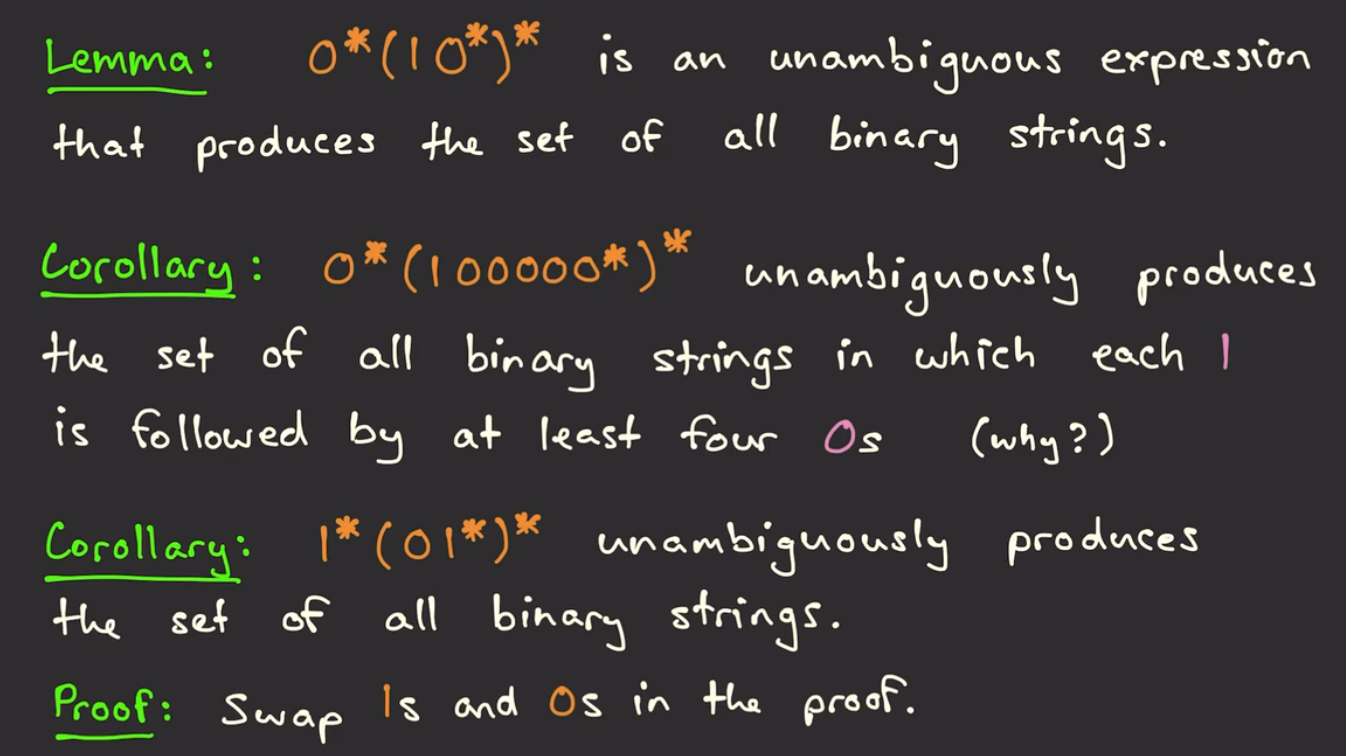 Lemma: 0*(10*)* is an unambiguous expression
that produces the set of all binary strings.
Corollary: 0*(100000*)* unambiguously produces
the set of all binary strings in which each 1
is followed by at least four 0s (why?)
Corollary: 1*(01*)* unambiguously produces
the set of all binary strings.
Proof: Swap 1s and 0s in the proof.